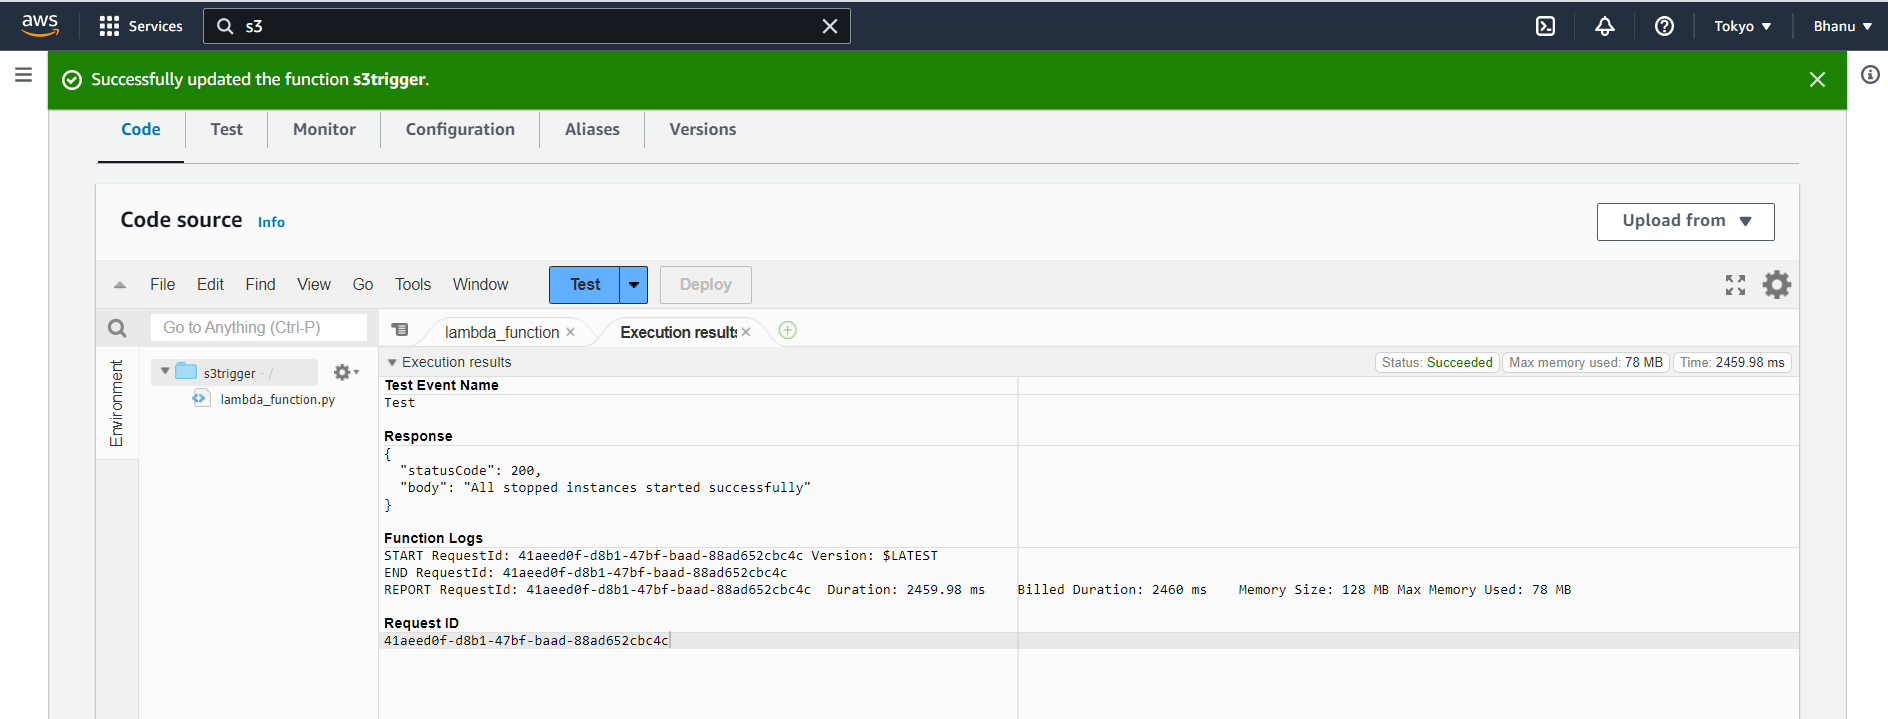 aws Services s3 Tokyo Bhanu
Successfully updated the function s3trigger.
Code Test Monitor Configuration Aliases Versions
Code source Info Upload from
File Edit Find View Go Tools Window Test Deploy
Go to Anything (Ctrl-P) lambda_function Execution results
Environment
s3trigger - /
lambda_function.py
Execution results Status: Succeeded Max memory used: 78 MB Time: 2459.98 ms
Test Event Name
Test
Response
{
"statusCode": 200,
"body": "All stopped instances started successfully"
}
Function Logs
START RequestId: 41aeed0f-d8b1-47bf-baad-88ad652cbc4c Version: $LATEST
END RequestId: 41aeed0f-d8b1-47bf-baad-88ad652cbc4c
REPORT RequestId: 41aeed0f-d8b1-47bf-baad-88ad652cbc4c Duration: 2459.98 ms Billed Duration: 2460 ms Memory Size: 128 MB Max Memory Used: 78 MB
Request ID
41aeed0f-d8b1-47bf-baad-88ad652cbc4c